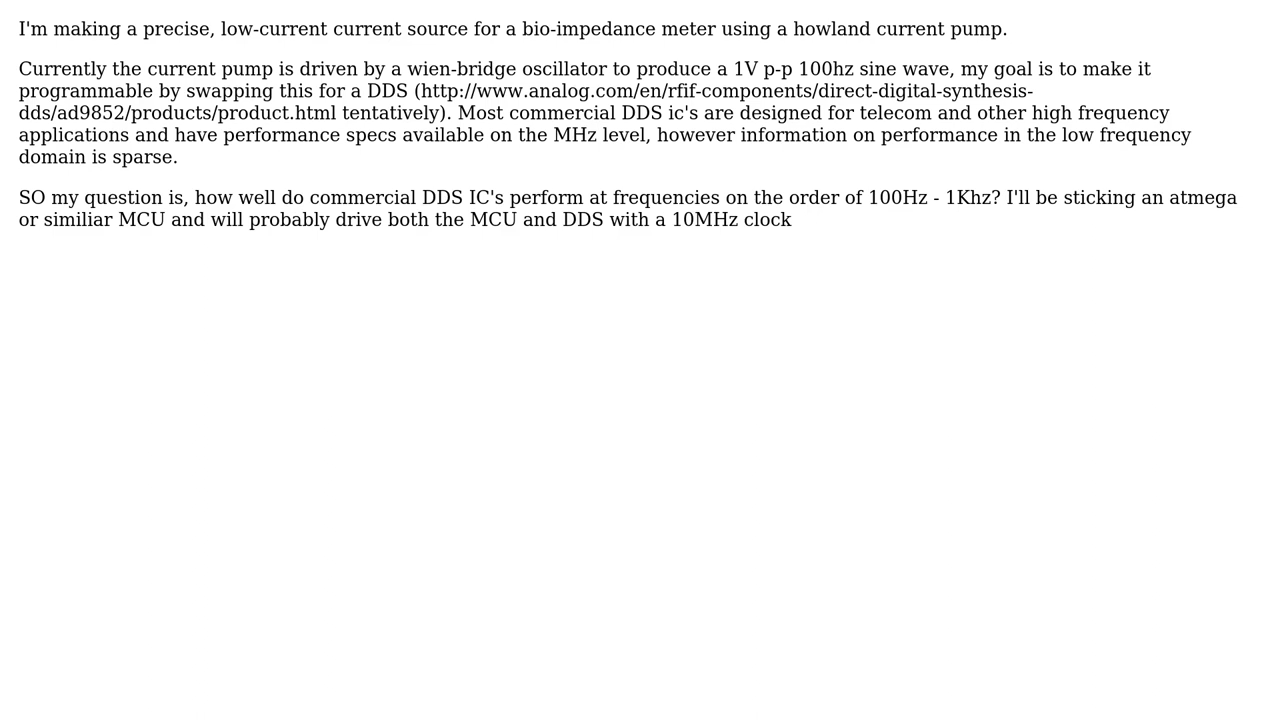 I'm making a precise, low-current current source for a bio-impedance meter using a howland current pump.
Currently the current pump is driven by a wien-bridge oscillator to produce a 1V p-p 100hz sine wave, my goal is to make it
programmable by swapping this for a DDS (http://www.analog.com/en/rfif-components/direct-digital-synthesis-
dds/ad9852/products/product.html tentatively). Most commercial DDS ic's are designed for telecom and other high frequency
applications and have performance specs available on the MHz level, however information on performance in the low frequency
domain is sparse.
SO my question is, how well do commercial DDS IC's perform at frequencies on the order of 100Hz - 1Khz? I'll be sticking an atmega
or similiar MCU and will probably drive both the MCU and DDS with a 10MHz clock